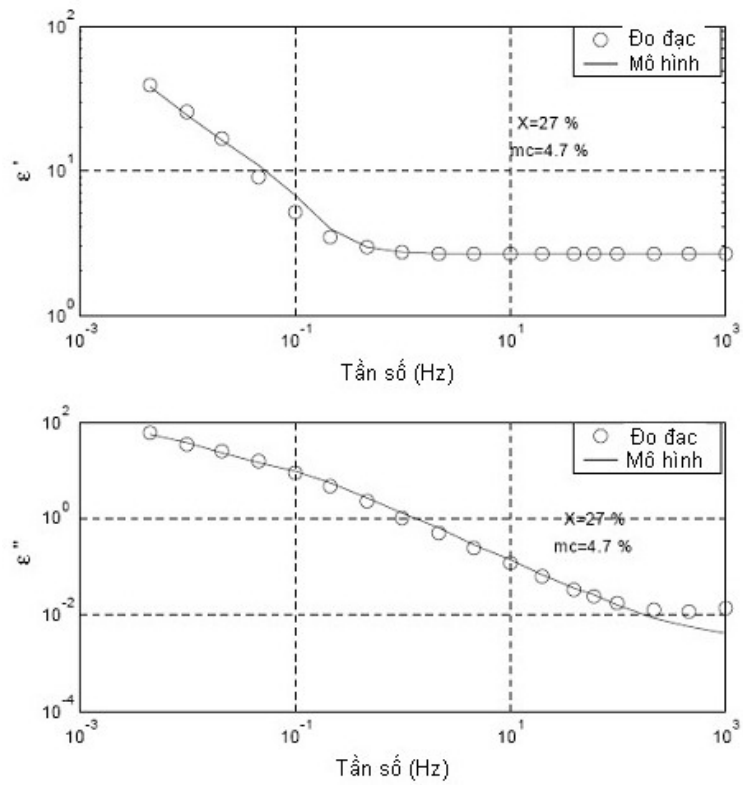 10^2
Đo đạc
Mô hình
X=27 %
mc=4.7 %
ε'
10^1
10^0
10^-3
10^-1
10^1
10^3
Tần số (Hz)
10^2
Đo đac
Mô hình
10^0
X=27 %
mc=4.7 %
ε"
10^-2
10^-4
10^-3
10^-1
10^1
10^3
Tần số (Hz)